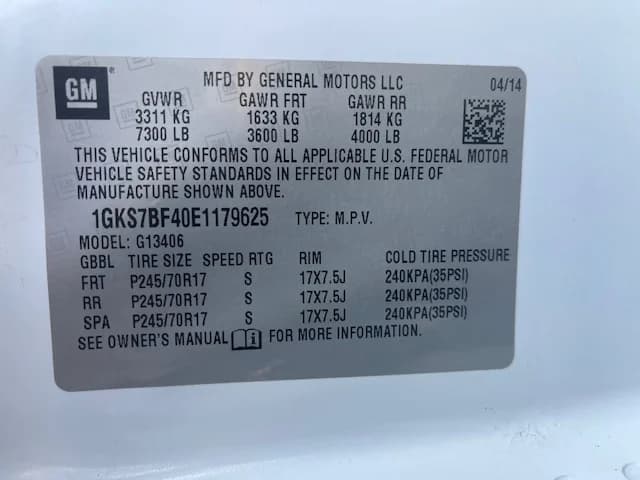 GM ® MFD BY GENERAL MOTORS LLC 04/14
GVWR GAWR FRT GAWR RR
3311 KG 1633 KG 1814 KG
7300 LB 3600 LB 4000 LB
THIS VEHICLE CONFORMS TO ALL APPLICABLE U.S. FEDERAL MOTOR
VEHICLE SAFETY STANDARDS IN EFFECT ON THE DATE OF
MANUFACTURE SHOWN ABOVE.
1GKS7BF40E1179625 TYPE: M.P.V.
MODEL: G13406
GBBL TIRE SIZE SPEED RTG RIM COLD TIRE PRESSURE
FRT P245/70R17 S 17X7.5J 240KPA(35PSI)
RR P245/70R17 S 17X7.5J 240KPA(35PSI)
SPA P245/70R17 S 17X7.5J 240KPA(35PSI)
SEE OWNER'S MANUAL i FOR MORE INFORMATION.